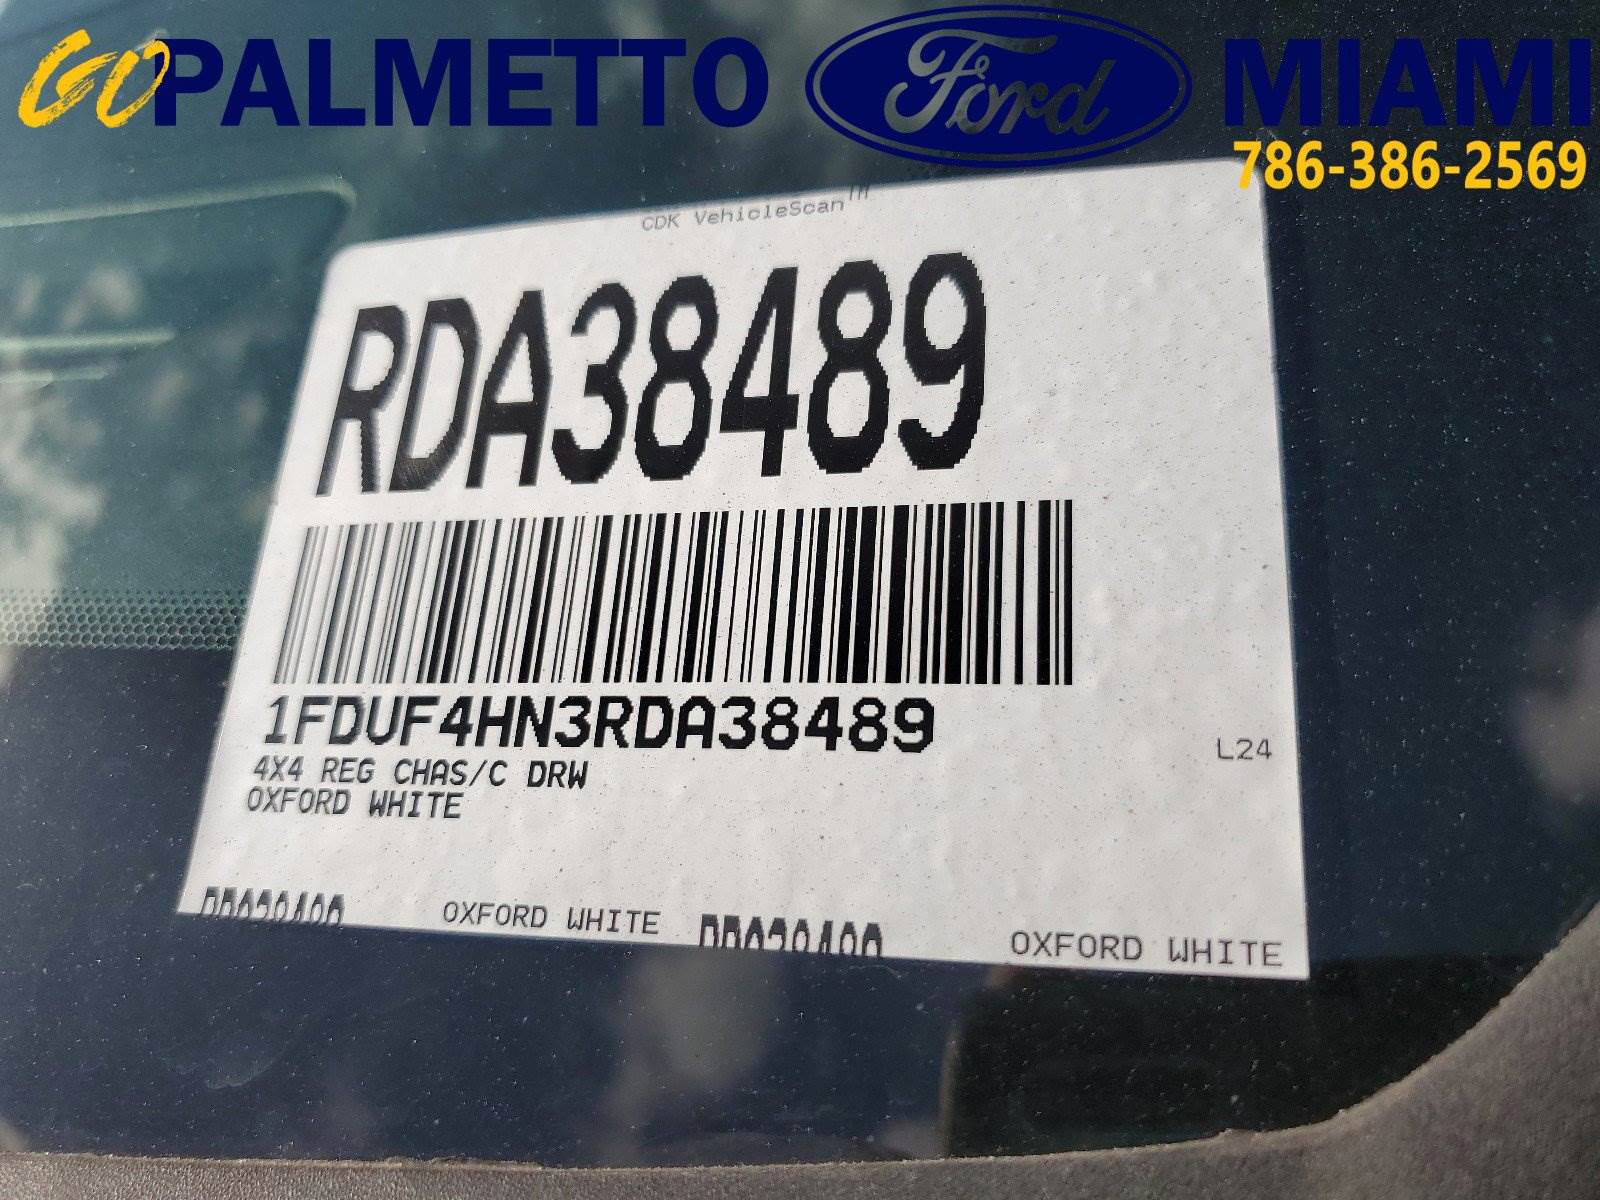 GO PALMETTO Ford MIAMI
786-386-2569
CDK VehicleScan™
RDA38489
1FDUF4HN3RDA38489
4X4 REG CHAS/C DRW
OXFORD WHITE
L24
OXFORD WHITE
OXFORD WHITE